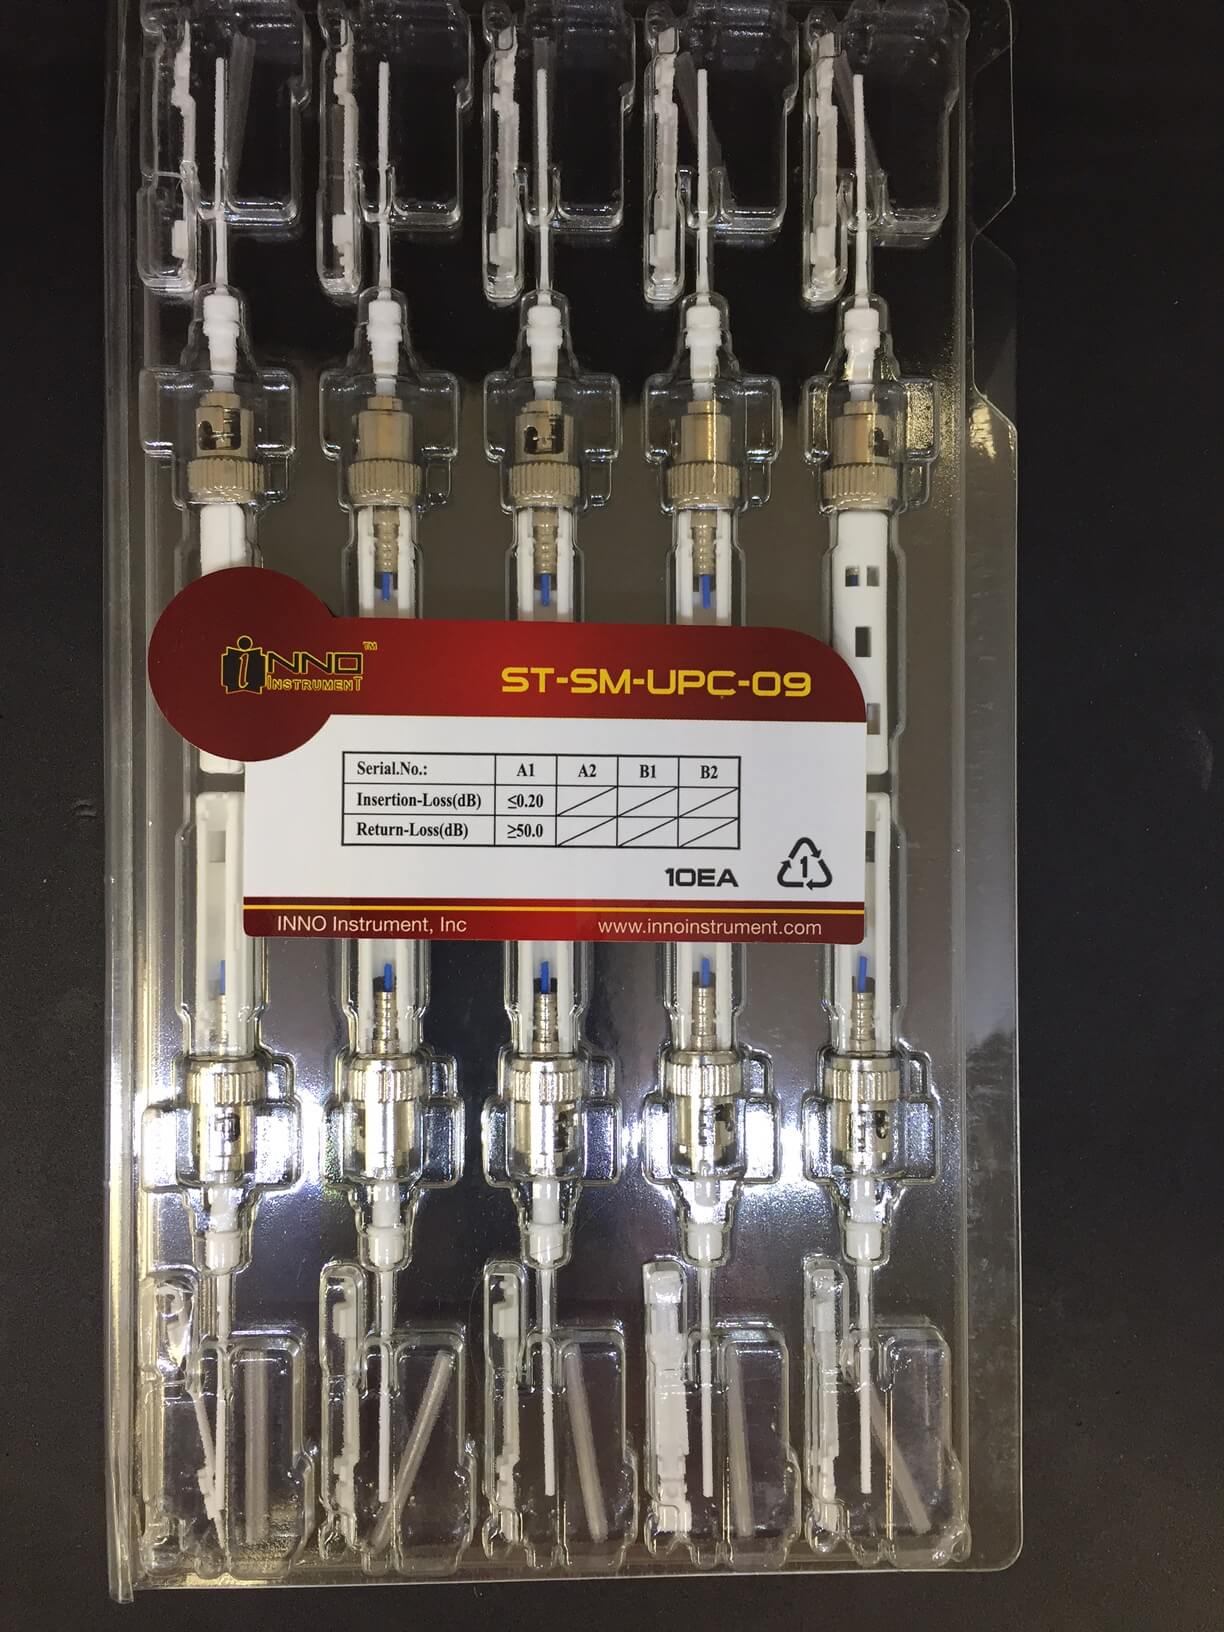 iNNO TM
INSTRUMENT
ST-SM-UPC-09
Serial.No.: A1 A2 B1 B2
Insertion-Loss(dB) ≤0.20
Return-Loss(dB) ≥50.0
10EA
1
INNO Instrument, Inc www.innoinstrument.com